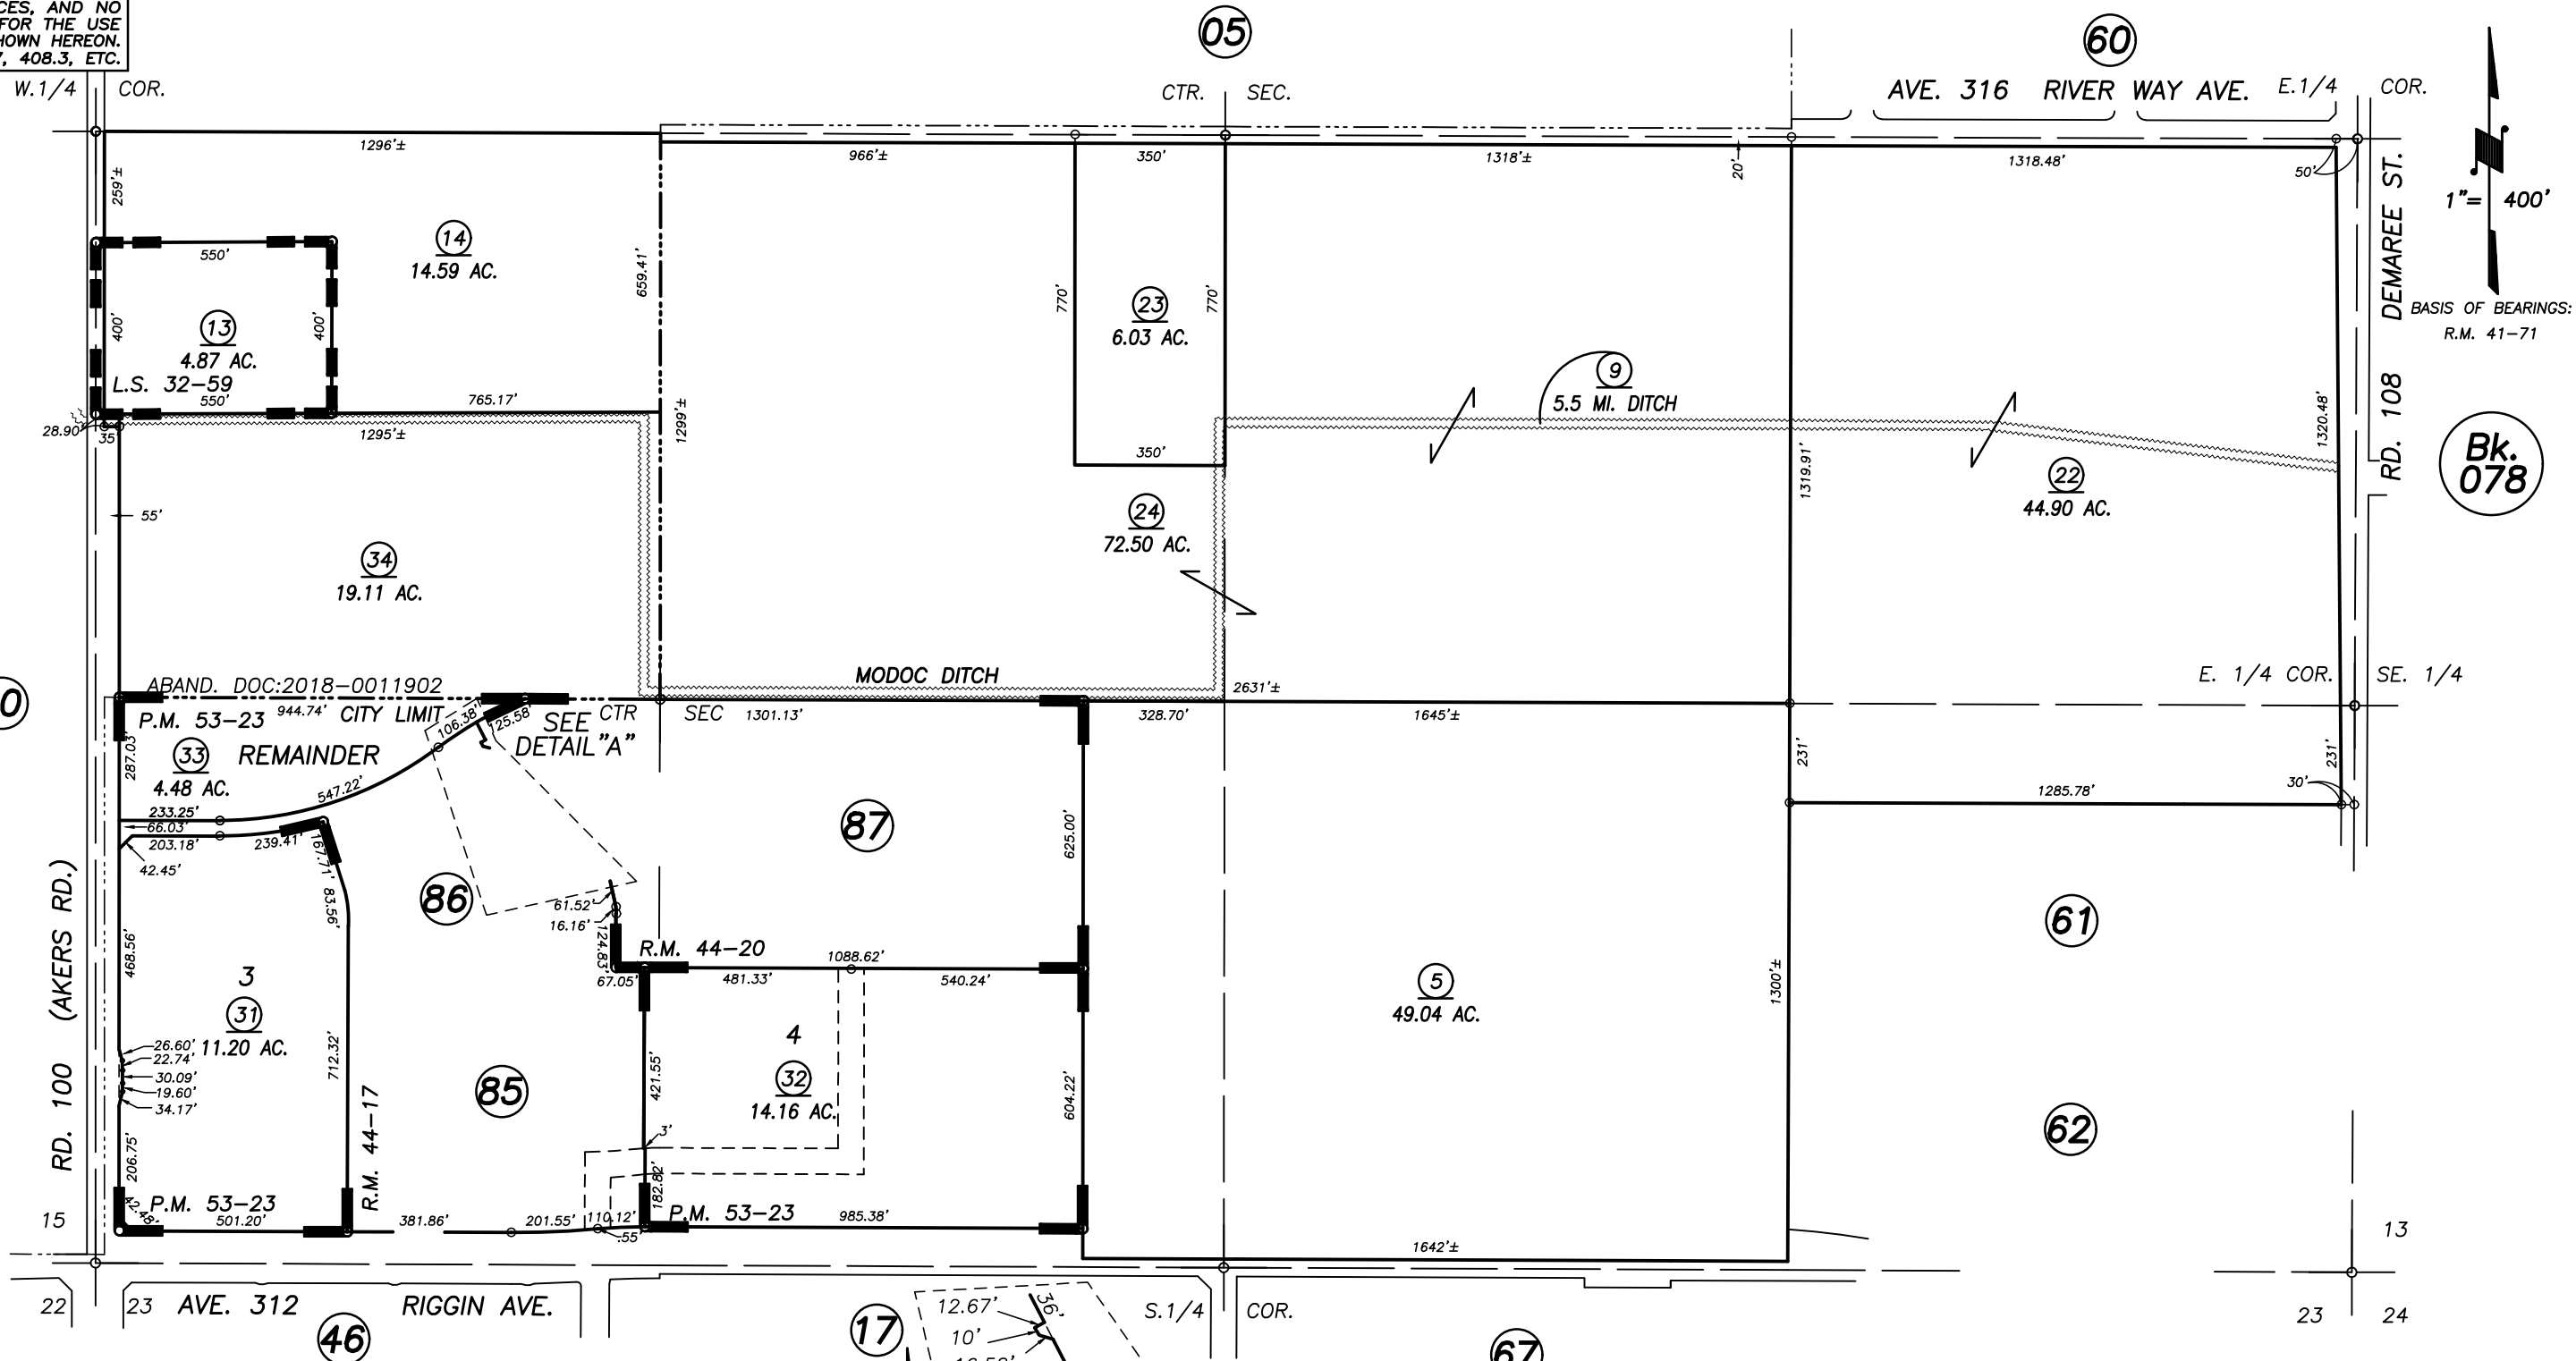 CES, AND NO
FOR THE USE
HOWN HEREON.
, 408.3, ETC.
W.1/4 COR.
05
CTR. SEC.
60
AVE. 316 RIVER WAY AVE.
E.1/4 COR.
1"= 400'
BASIS OF BEARINGS:
R.M. 41-71
RD. 108 DEMAREE ST.
Bk.
078
1296'±
966'±
350'
1318'±
20'
1318.48'
50'
259'±
550'
14
14.59 AC.
659.41'
400'
13
4.87 AC.
400'
L.S. 32-59
550'
765.17'
28.90'
35'
1295'±
1299'±
770'
23
6.03 AC.
770'
350'
9
5.5 MI. DITCH
1319.91'
1320.48'
22
44.90 AC.
24
72.50 AC.
55'
34
19.11 AC.
MODOC DITCH
2631'±
E. 1/4 COR. SE. 1/4
ABAND. DOC:2018-0011902
P.M. 53-23
944.74'
CITY LIMIT
106.38'
125.58'
SEE
DETAIL"A"
CTR SEC
1301.13'
328.70'
1645'±
0
287.03'
33
4.48 AC.
REMAINDER
547.22'
233.25'
66.03'
203.18'
239.41'
42.45'
167.71'
83.56'
231'
231'
30'
1285.78'
87
625.00'
86
61.52'
16.16'
124.83'
67.05'
R.M. 44-20
1088.62'
481.33'
540.24'
61
RD. 100 (AKERS RD.)
468.56'
3
31
11.20 AC.
26.60'
22.74'
30.09'
19.60'
34.17'
712.32'
206.75'
R.M. 44-17
85
421.55'
4
32
14.16 AC.
604.22'
3'
182.82'
5
49.04 AC.
1300'±
62
P.M. 53-23
42.48'
501.20'
381.86'
201.55'
110.12'
.55'
P.M. 53-23
985.38'
1642'±
15
13
22
23
AVE. 312 RIGGIN AVE.
46
17
12.67'
36'
10'
S.1/4 COR.
67
23
24